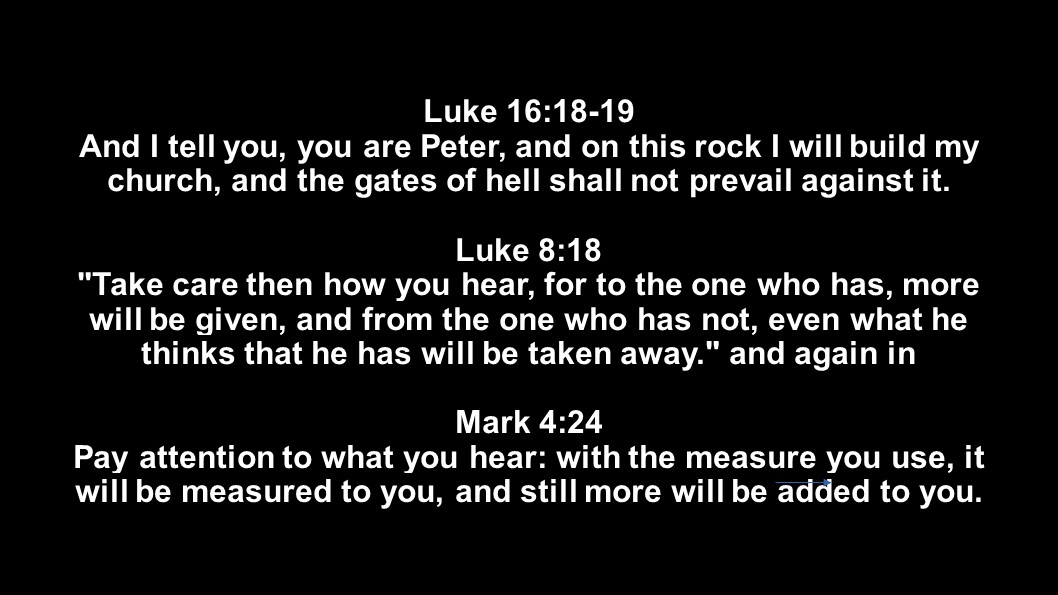 Luke 16:18-19
And I tell you, you are Peter, and on this rock I will build my
church, and the gates of hell shall not prevail against it.
Luke 8:18
"Take care then how you hear, for to the one who has, more
will be given, and from the one who has not, even what he
thinks that he has will be taken away." and again in
Mark 4:24
Pay attention to what you hear: with the measure you use, it
will be measured to you, and still more will be added to you.